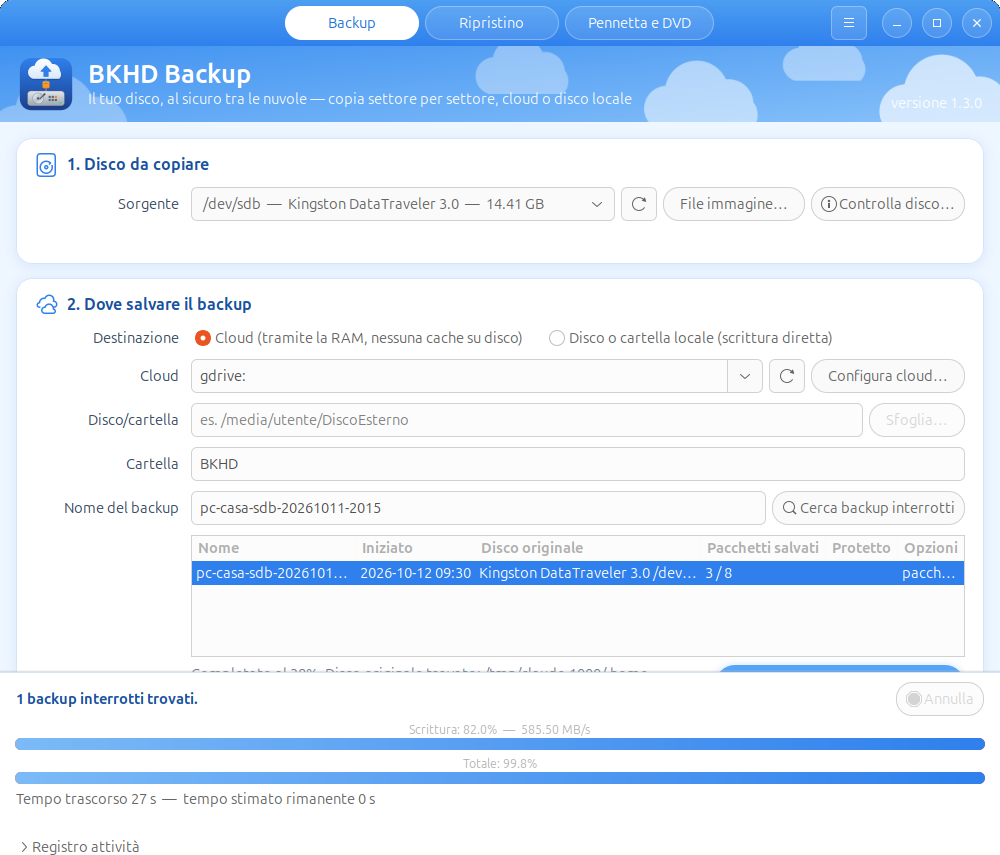 Backup
Ripristino
Pennetta e DVD
BKHD Backup
Il tuo disco, al sicuro tra le nuvole — copia settore per settore, cloud o disco locale
versione 1.3.0
1. Disco da copiare
Sorgente /dev/sdb — Kingston DataTraveler 3.0 — 14.41 GB File immagine… Controlla disco…
2. Dove salvare il backup
Destinazione Cloud (tramite la RAM, nessuna cache su disco) Disco o cartella locale (scrittura diretta)
Cloud gdrive: Configura cloud…
Disco/cartella es. /media/utente/DiscoEsterno Sfoglia…
Cartella BKHD
Nome del backup pc-casa-sdb-20261011-2015 Cerca backup interrotti
Nome Iniziato Disco originale Pacchetti salvati Protetto Opzioni
pc-casa-sdb-2026101… 2026-10-12 09:30 Kingston DataTraveler 3.0 /dev… 3 / 8 pacch…
1 backup interrotti trovati. Annulla
Scrittura: 82.0% — 585.50 MB/s
Totale: 99.8%
Tempo trascorso 27 s — tempo stimato rimanente 0 s
Registro attività